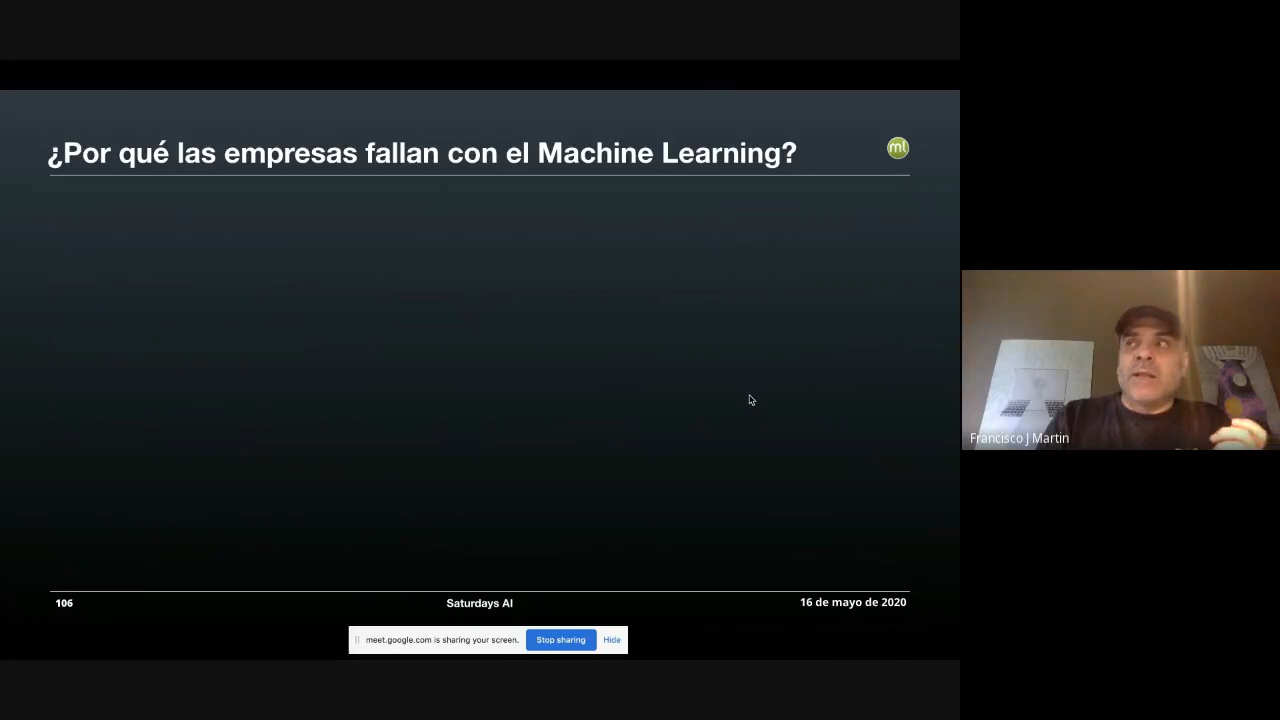 ¿Por qué las empresas fallan con el Machine Learning?
ml
Francisco J Martin
106
Saturdays AI
16 de mayo de 2020
meet.google.com is sharing your screen.
Stop sharing
Hide